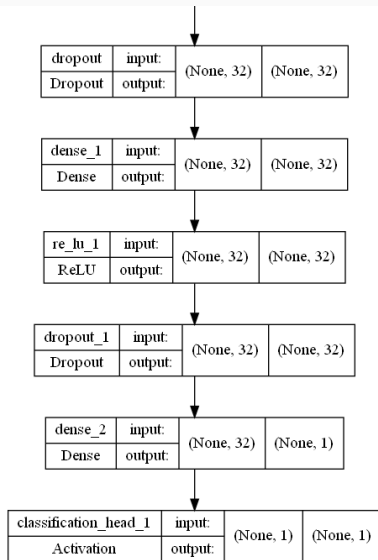 dropout input: (None, 32) (None, 32)
Dropout output:
dense_1 input: (None, 32) (None, 32)
Dense output:
re_lu_1 input: (None, 32) (None, 32)
ReLU output:
dropout_1 input: (None, 32) (None, 32)
Dropout output:
dense_2 input: (None, 32) (None, 1)
Dense output:
classification_head_1 input: (None, 1) (None, 1)
Activation output: